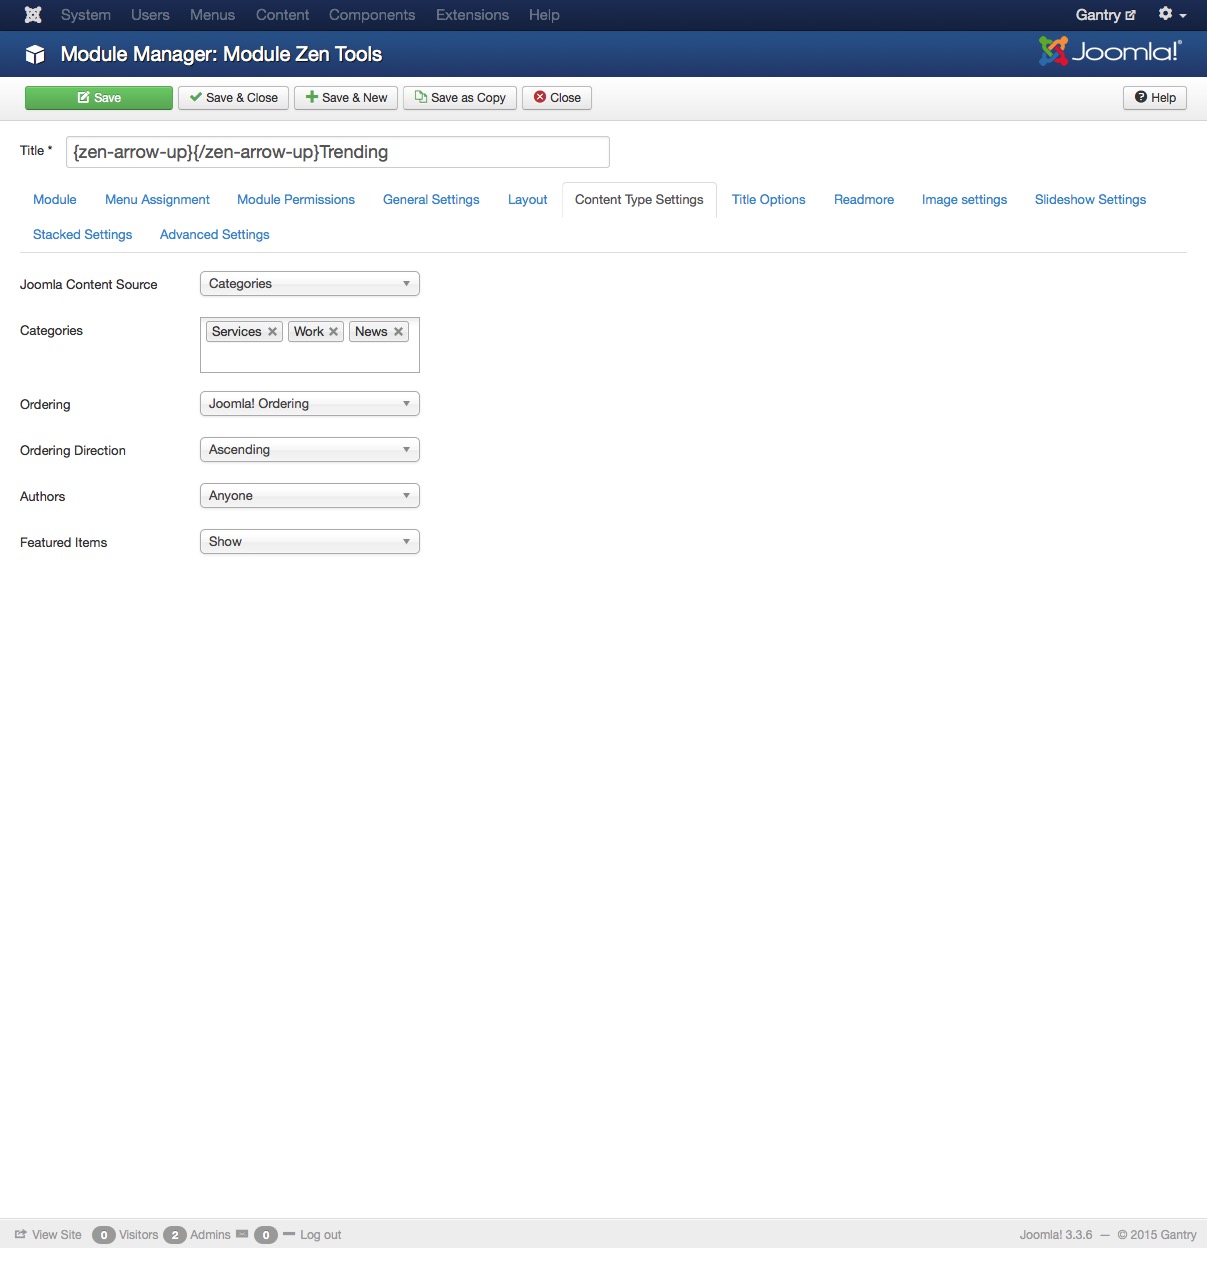 System Users Menus Content Components Extensions Help Gantry
Module Manager: Module Zen Tools Joomla!®
Save Save & Close Save & New Save as Copy Close Help
Title * {zen-arrow-up}{/zen-arrow-up}Trending
Module Menu Assignment Module Permissions General Settings Layout Content Type Settings Title Options Readmore Image settings Slideshow Settings
Stacked Settings Advanced Settings
Joomla Content Source Categories
Categories Services Work News
Ordering Joomla! Ordering
Ordering Direction Ascending
Authors Anyone
Featured Items Show
View Site 0 Visitors 2 Admins 0 Log out Joomla! 3.3.6 — © 2015 Gantry